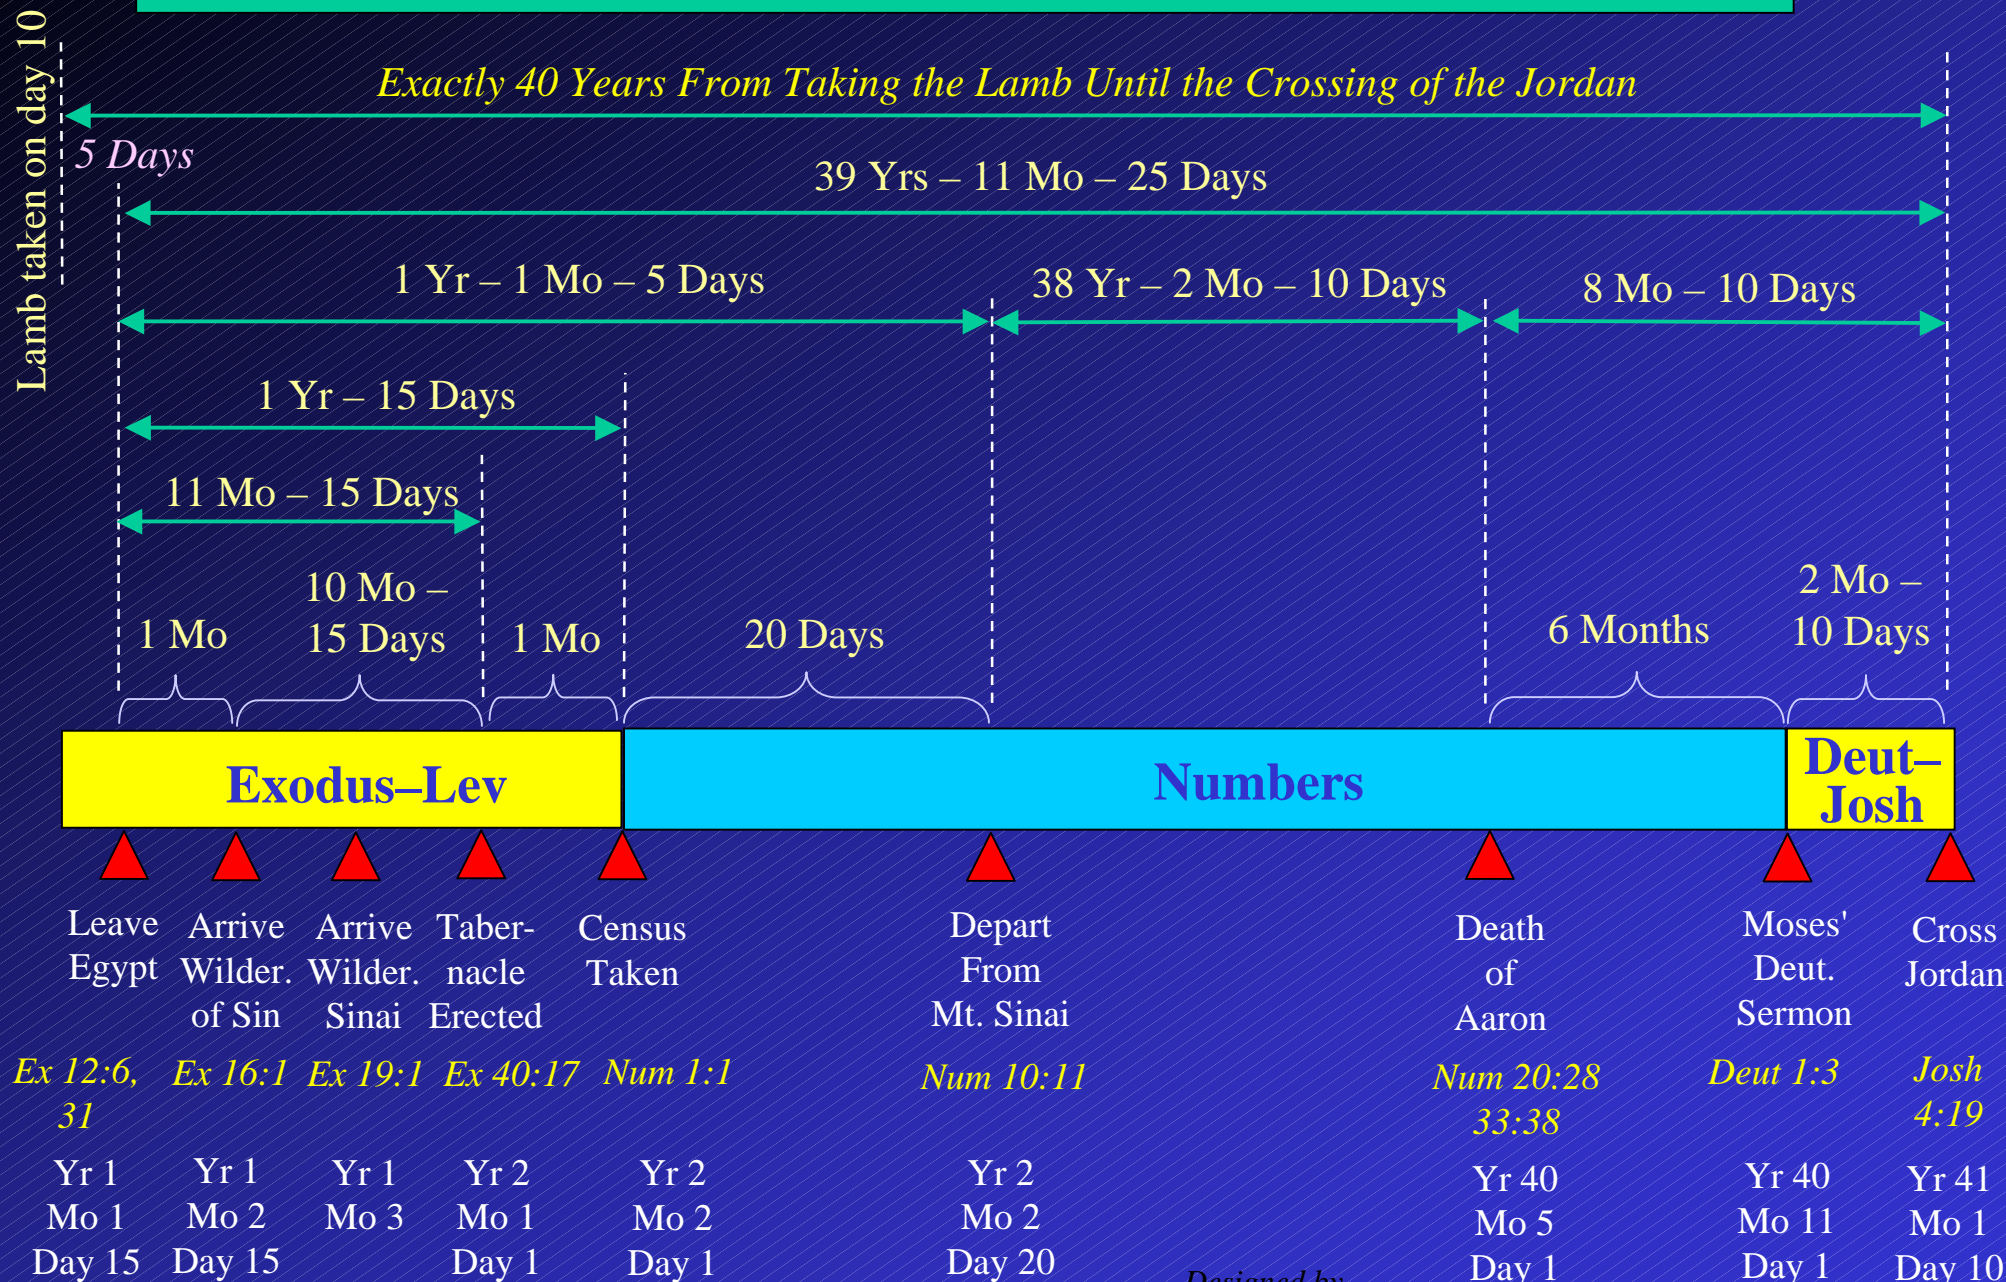 Lamb taken on day 10
Exactly 40 Years From Taking the Lamb Until the Crossing of the Jordan
5 Days
39 Yrs – 11 Mo – 25 Days
1 Yr – 1 Mo – 5 Days
38 Yr – 2 Mo – 10 Days
8 Mo – 10 Days
1 Yr – 15 Days
11 Mo – 15 Days
1 Mo
10 Mo –
15 Days
1 Mo
20 Days
6 Months
2 Mo –
10 Days
Exodus–Lev
Numbers
Deut–
Josh
Leave
Egypt
Ex 12:6,
31
Yr 1
Mo 1
Day 15
Arrive
Wilder.
of Sin
Ex 16:1
Yr 1
Mo 2
Day 15
Arrive
Wilder.
Sinai
Ex 19:1
Yr 1
Mo 3
Taber-
nacle
Erected
Ex 40:17
Yr 2
Mo 1
Day 1
Census
Taken
Num 1:1
Yr 2
Mo 2
Day 1
Depart
From
Mt. Sinai
Num 10:11
Yr 2
Mo 2
Day 20
Death
of
Aaron
Num 20:28
33:38
Yr 40
Mo 5
Day 1
Moses'
Deut.
Sermon
Deut 1:3
Yr 40
Mo 11
Day 1
Cross
Jordan
Josh
4:19
Yr 41
Mo 1
Day 10
Designed by